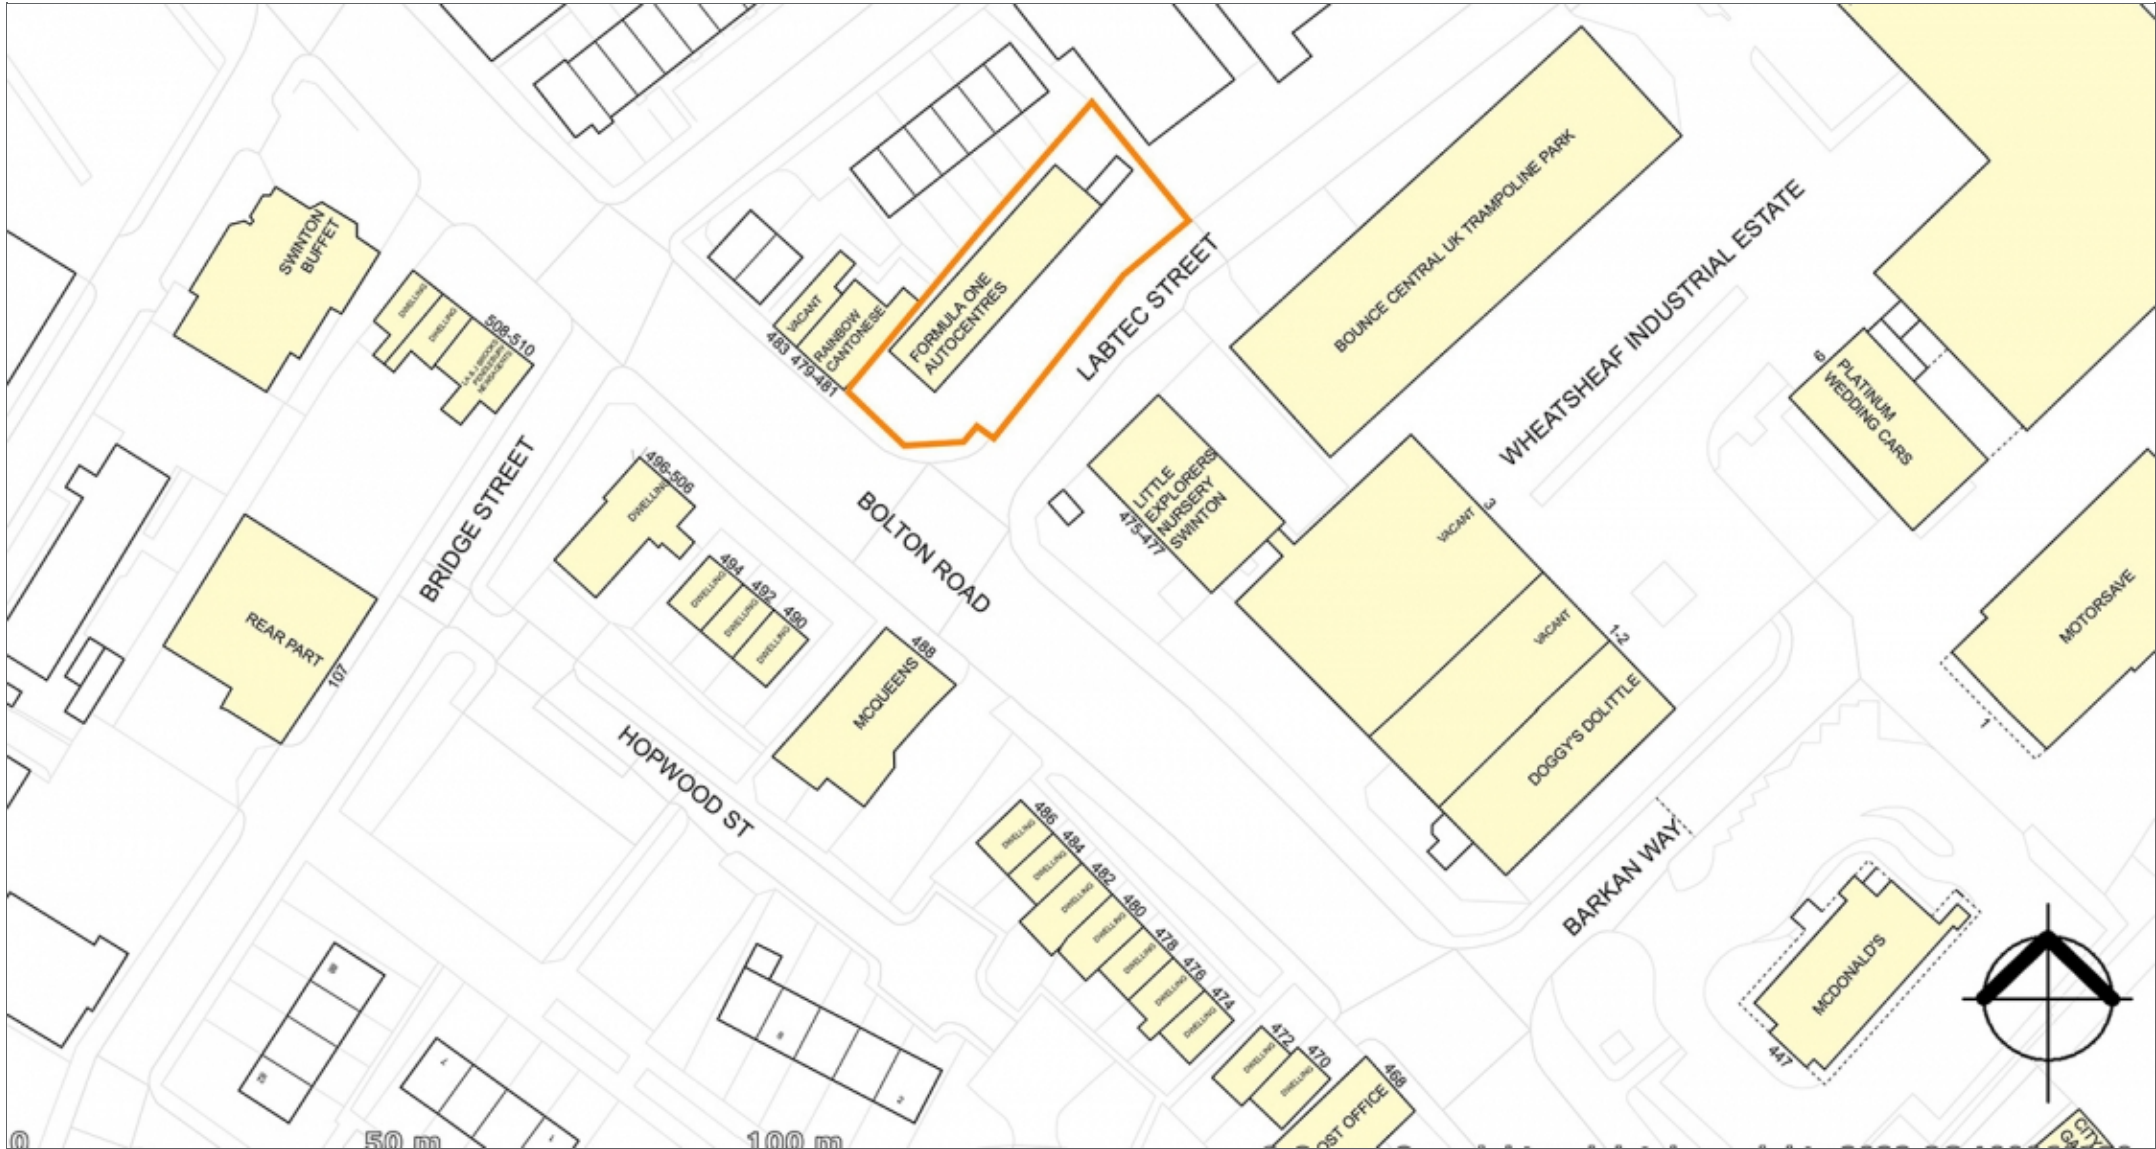 SWINTON
BUFFET
DWELLING
DWELLING
508-510
VACANT
483
RAINBOW
CANTONESE
479-481
FORMULA ONE
AUTOCENTRES
LABTEC STREET
BOUNCE CENTRAL UK TRAMPOLINE PARK
WHEATSHEAF INDUSTRIAL ESTATE
6
PLATINUM
WEDDING CARS
MOTORSAVE
1
BRIDGE STREET
496-506
DWELLING
BOLTON ROAD
LITTLE
EXPLORERS
NURSERY
SWINTON
475-477
VACANT
3
VACANT
1-2
DOGGY'S DOLITTLE
REAR PART
107
494
DWELLING
492
DWELLING
490
DWELLING
488
MCQUEENS
HOPWOOD ST
486
DWELLING
484
DWELLING
482
DWELLING
480
DWELLING
478
DWELLING
476
DWELLING
474
DWELLING
472
DWELLING
470
DWELLING
468
OST OFFICE
BARKAN WAY
MCDONALD'S
447
CITY
GA
0
50 m
100 m